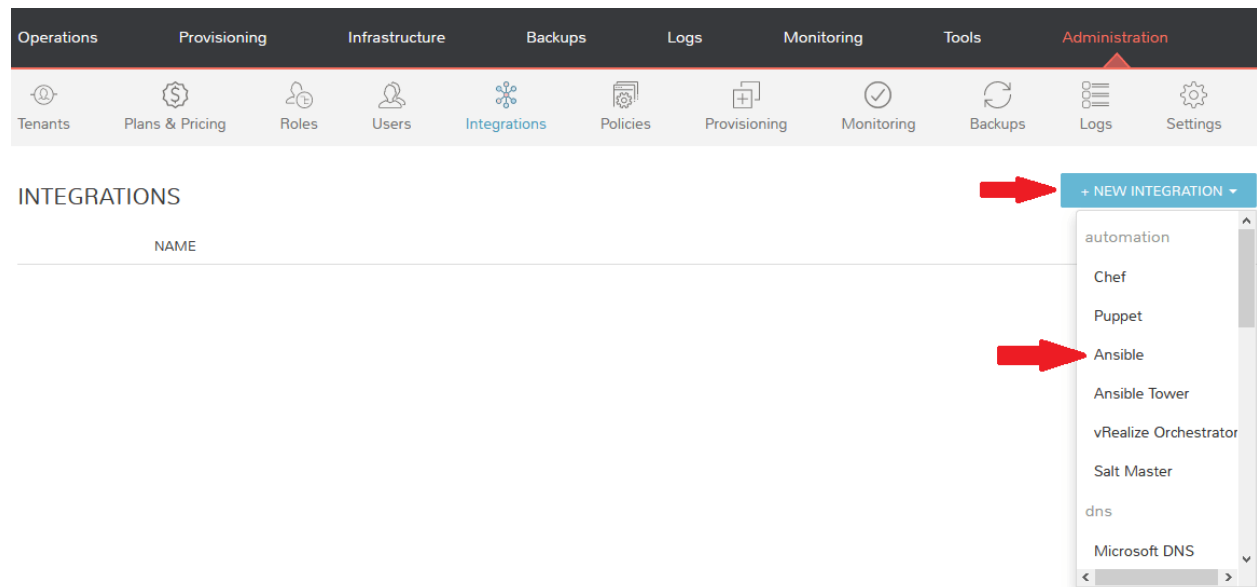 Operations Provisioning Infrastructure Backups Logs Monitoring Tools Administration
Tenants Plans & Pricing Roles Users Integrations Policies Provisioning Monitoring Backups Logs Settings
INTEGRATIONS
+ NEW INTEGRATION
NAME
automation
Chef
Puppet
Ansible
Ansible Tower
vRealize Orchestrator
Salt Master
dns
Microsoft DNS